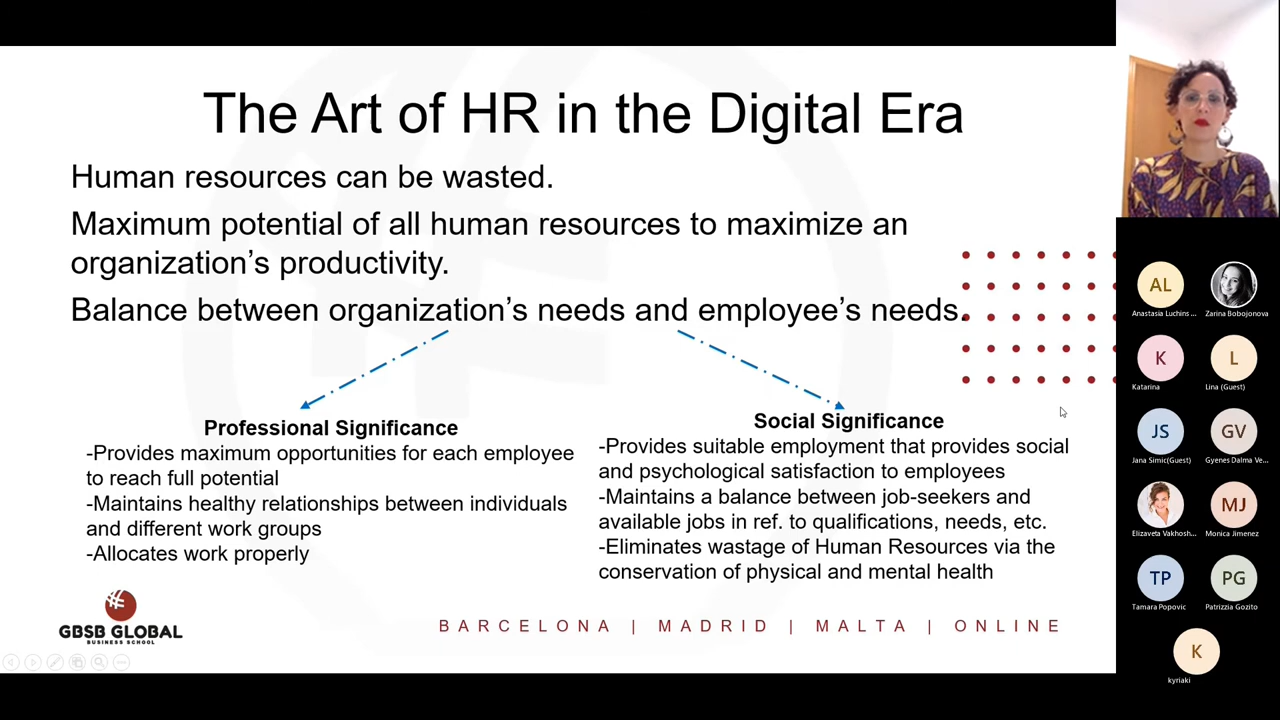 The Art of HR in the Digital Era
Human resources can be wasted.
Maximum potential of all human resources to maximize an
organization's productivity.
Balance between organization's needs and employee's needs.
Professional Significance
-Provides maximum opportunities for each employee
to reach full potential
-Maintains healthy relationships between individuals
and different work groups
-Allocates work properly
Social Significance
-Provides suitable employment that provides social
and psychological satisfaction to employees
-Maintains a balance between job-seekers and
available jobs in ref. to qualifications, needs, etc.
-Eliminates wastage of Human Resources via the
conservation of physical and mental health
GBSB GLOBAL
BUSINESS SCHOOL
BARCELONA | MADRID | MALTA | ONLINE
AL
Anastasia Luchins ...
Zarina Bobojonova
K
Katarina
L
Lina (Guest)
JS
Jana Simic(Guest)
GV
Gyenes Dalma Ve...
Elizaveta Vakhosh...
MJ
Monica Jimenez
TP
Tamara Popovic
PG
Patrizzia Gozito
K
kyriaki